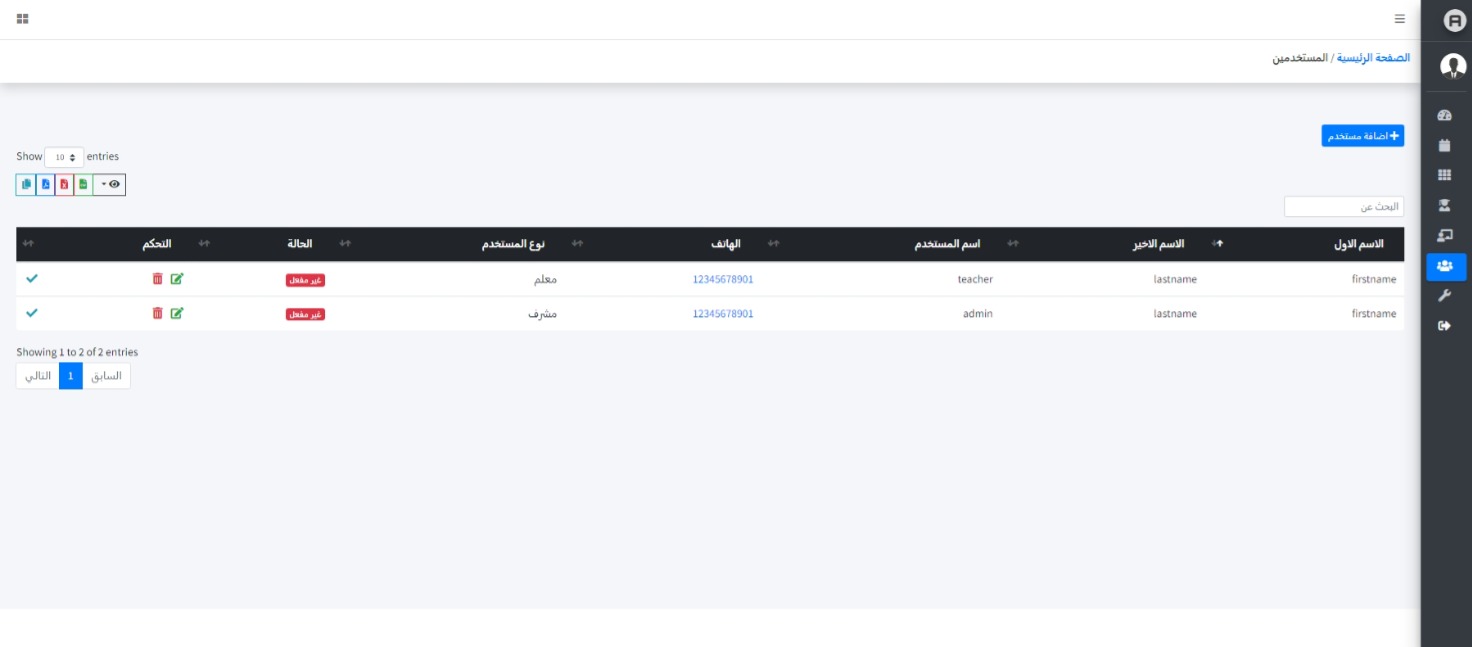 الصفحة الرئيسية / المستخدمين
اضافة مستخدم
Show 10 entries
البحث عن
الاسم الاول الاسم الاخير اسم المستخدم الهاتف نوع المستخدم الحالة التحكم
firstname lastname teacher 12345678901 معلم غير مفعل
firstname lastname admin 12345678901 مشرف غير مفعل
Showing 1 to 2 of 2 entries
السابق 1 التالي